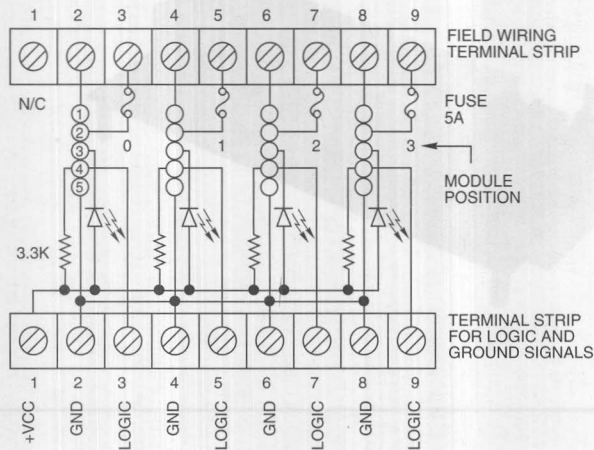 1 2 3 4 5 6 7 8 9
FIELD WIRING
TERMINAL STRIP
N/C
FUSE
5A
1
2
3
4
5
0 1 2 3
MODULE
POSITION
3.3K
TERMINAL STRIP
FOR LOGIC AND
GROUND SIGNALS
1 2 3 4 5 6 7 8 9
+VCC GND LOGIC GND LOGIC GND LOGIC GND LOGIC